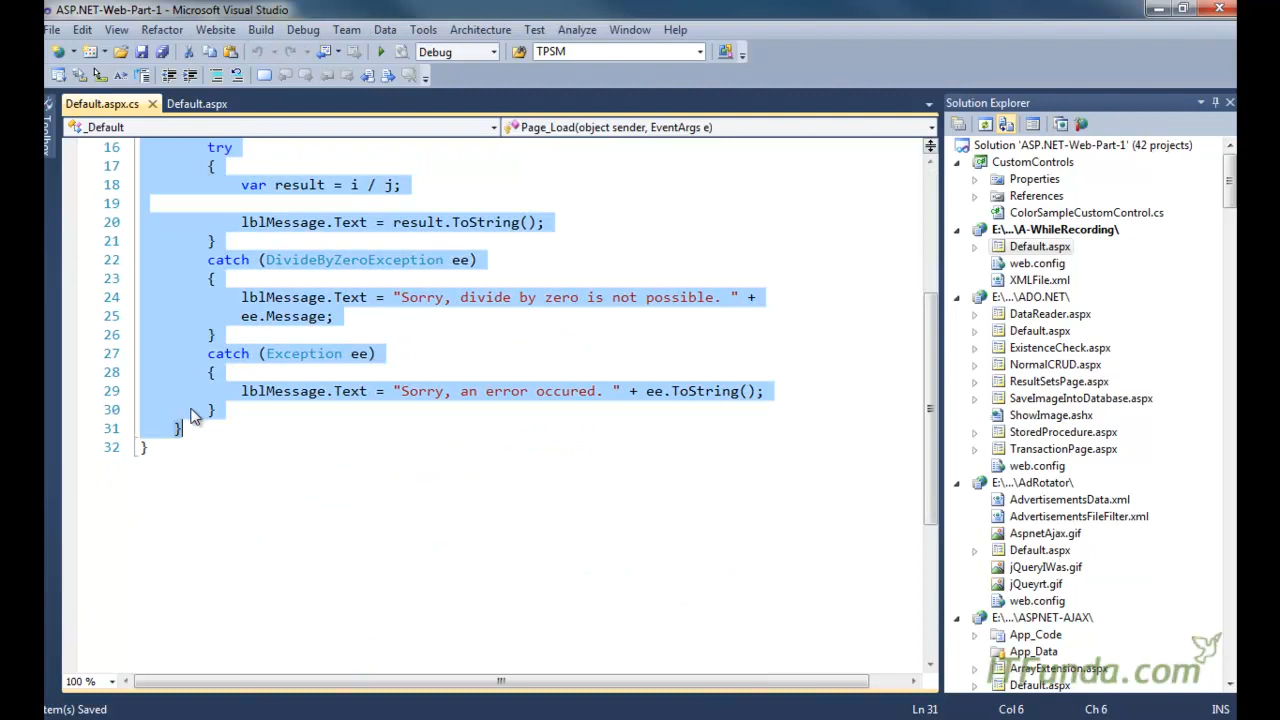 ASP.NET-Web-Part-1 - Microsoft Visual Studio
File Edit View Refactor Website Build Debug Team Data Tools Architecture Test Analyze Window Help
Debug TPSM
Default.aspx.cs Default.aspx
_Default Page_Load(object sender, EventArgs e)
16 try
17 {
18 var result = i / j;
19
20 lblMessage.Text = result.ToString();
21 }
22 catch (DivideByZeroException ee)
23 {
24 lblMessage.Text = "Sorry, divide by zero is not possible. " +
25 ee.Message;
26 }
27 catch (Exception ee)
28 {
29 lblMessage.Text = "Sorry, an error occured. " + ee.ToString();
30 }
31 }
32 }
100 %
Toolbox
Solution Explorer
Solution 'ASP.NET-Web-Part-1' (42 projects)
CustomControls
Properties
References
ColorSampleCustomControl.cs
E:\...\A-WhileRecording\
Default.aspx
web.config
XMLFile.xml
E:\...\ADO.NET\
DataReader.aspx
Default.aspx
ExistenceCheck.aspx
NormalCRUD.aspx
ResultSetsPage.aspx
SaveImageIntoDatabase.aspx
ShowImage.ashx
StoredProcedure.aspx
TransactionPage.aspx
web.config
E:\...\AdRotator\
AdvertisementsData.xml
AdvertisementsFileFilter.xml
AspnetAjax.gif
Default.aspx
jQueryIWas.gif
jQueyrt.gif
web.config
E:\...\ASPNET-AJAX\
App_Code
App_Data
ArrayExtension.aspx
Default.aspx
ITFunda.com
tem(s) Saved Ln 31 Col 6 Ch 6 INS